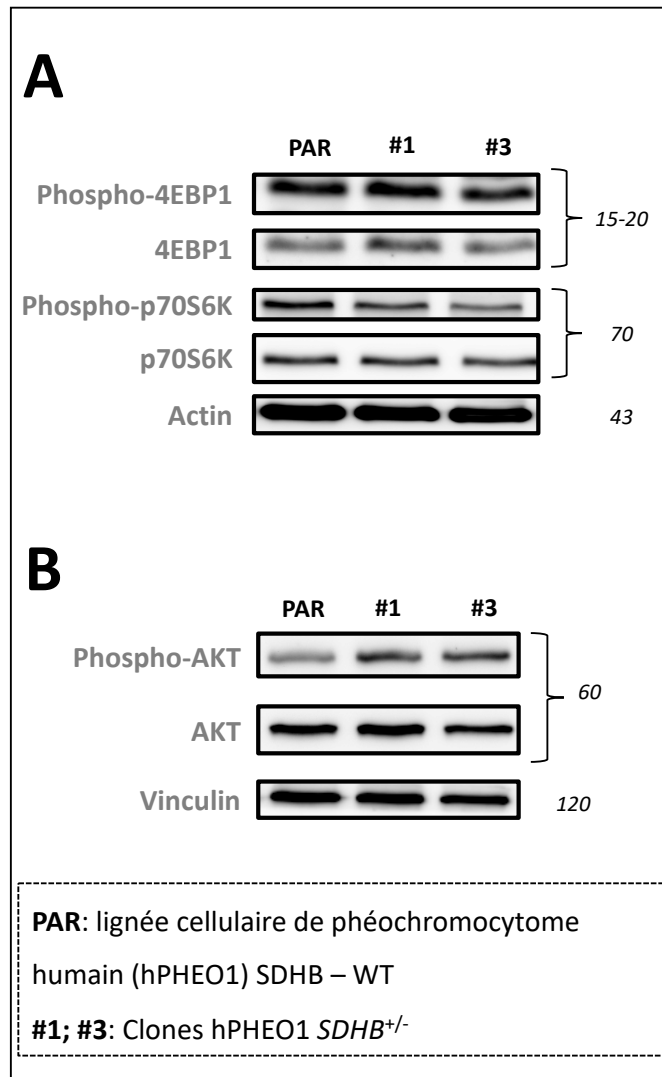 A
PAR #1 #3
Phospho-4EBP1
15-20
4EBP1
Phospho-p70S6K
70
p70S6K
Actin 43
B
PAR #1 #3
Phospho-AKT
60
AKT
Vinculin 120
PAR: lignée cellulaire de phéochromocytome
humain (hPHEO1) SDHB – WT
#1; #3: Clones hPHEO1 SDHB+/-